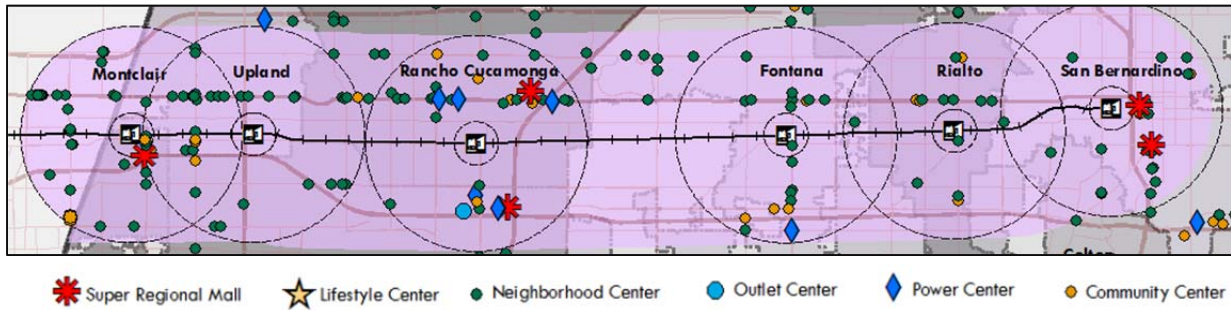 Montclair
Upland
Rancho Cucamonga
Fontana
Rialto
San Bernardino
Super Regional Mall
Lifestyle Center
Neighborhood Center
Outlet Center
Power Center
Community Center